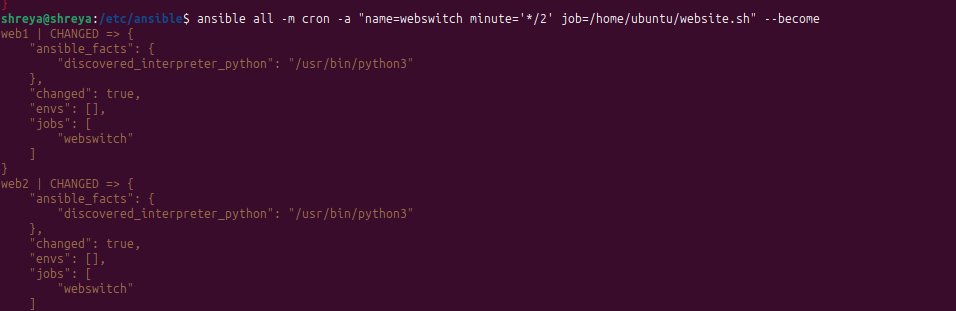 }
shreya@shreya:/etc/ansible$ ansible all -m cron -a "name=webswitch minute='*/2' job=/home/ubuntu/website.sh" --become
web1 | CHANGED => {
    "ansible_facts": {
        "discovered_interpreter_python": "/usr/bin/python3"
    },
    "changed": true,
    "envs": [],
    "jobs": [
        "webswitch"
    ]
}
web2 | CHANGED => {
    "ansible_facts": {
        "discovered_interpreter_python": "/usr/bin/python3"
    },
    "changed": true,
    "envs": [],
    "jobs": [
        "webswitch"
    ]